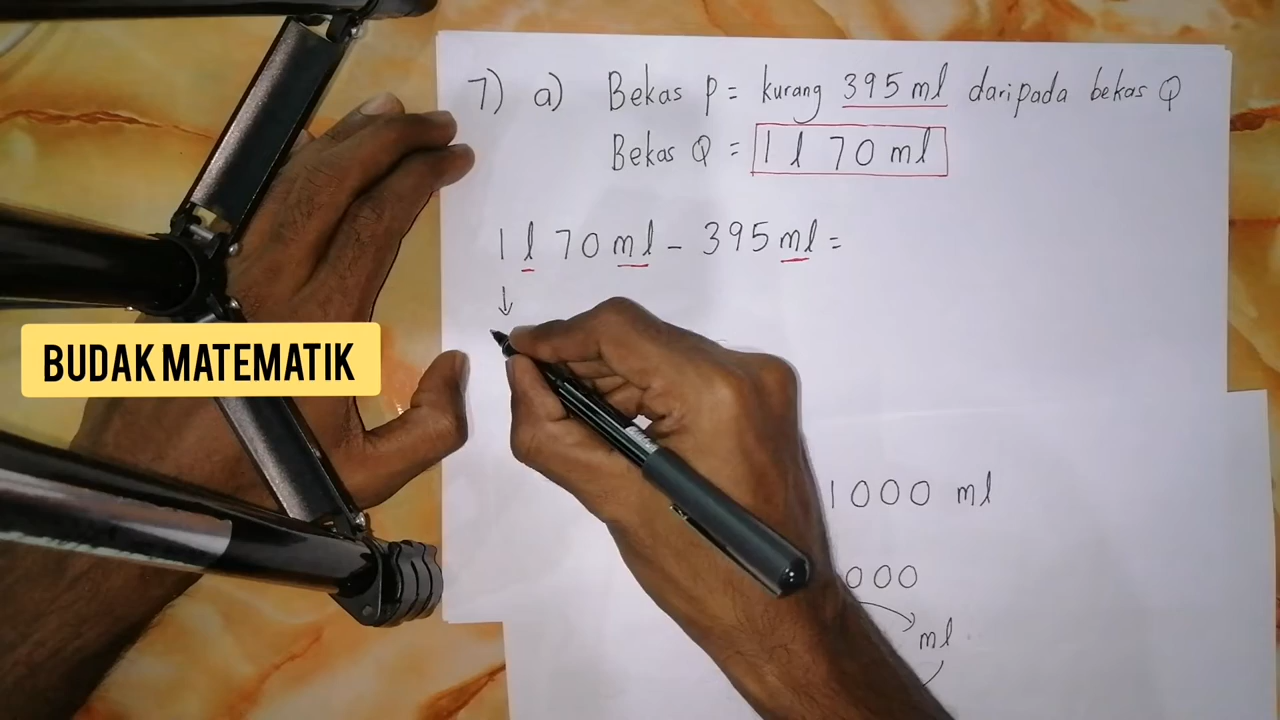 7) a) Bekas P = kurang 395 ml daripada bekas Q
Bekas Q = 1 l 70 ml
1 l 70 ml - 395 ml =
↓
BUDAK MATEMATIK
1000 ml
000
ml